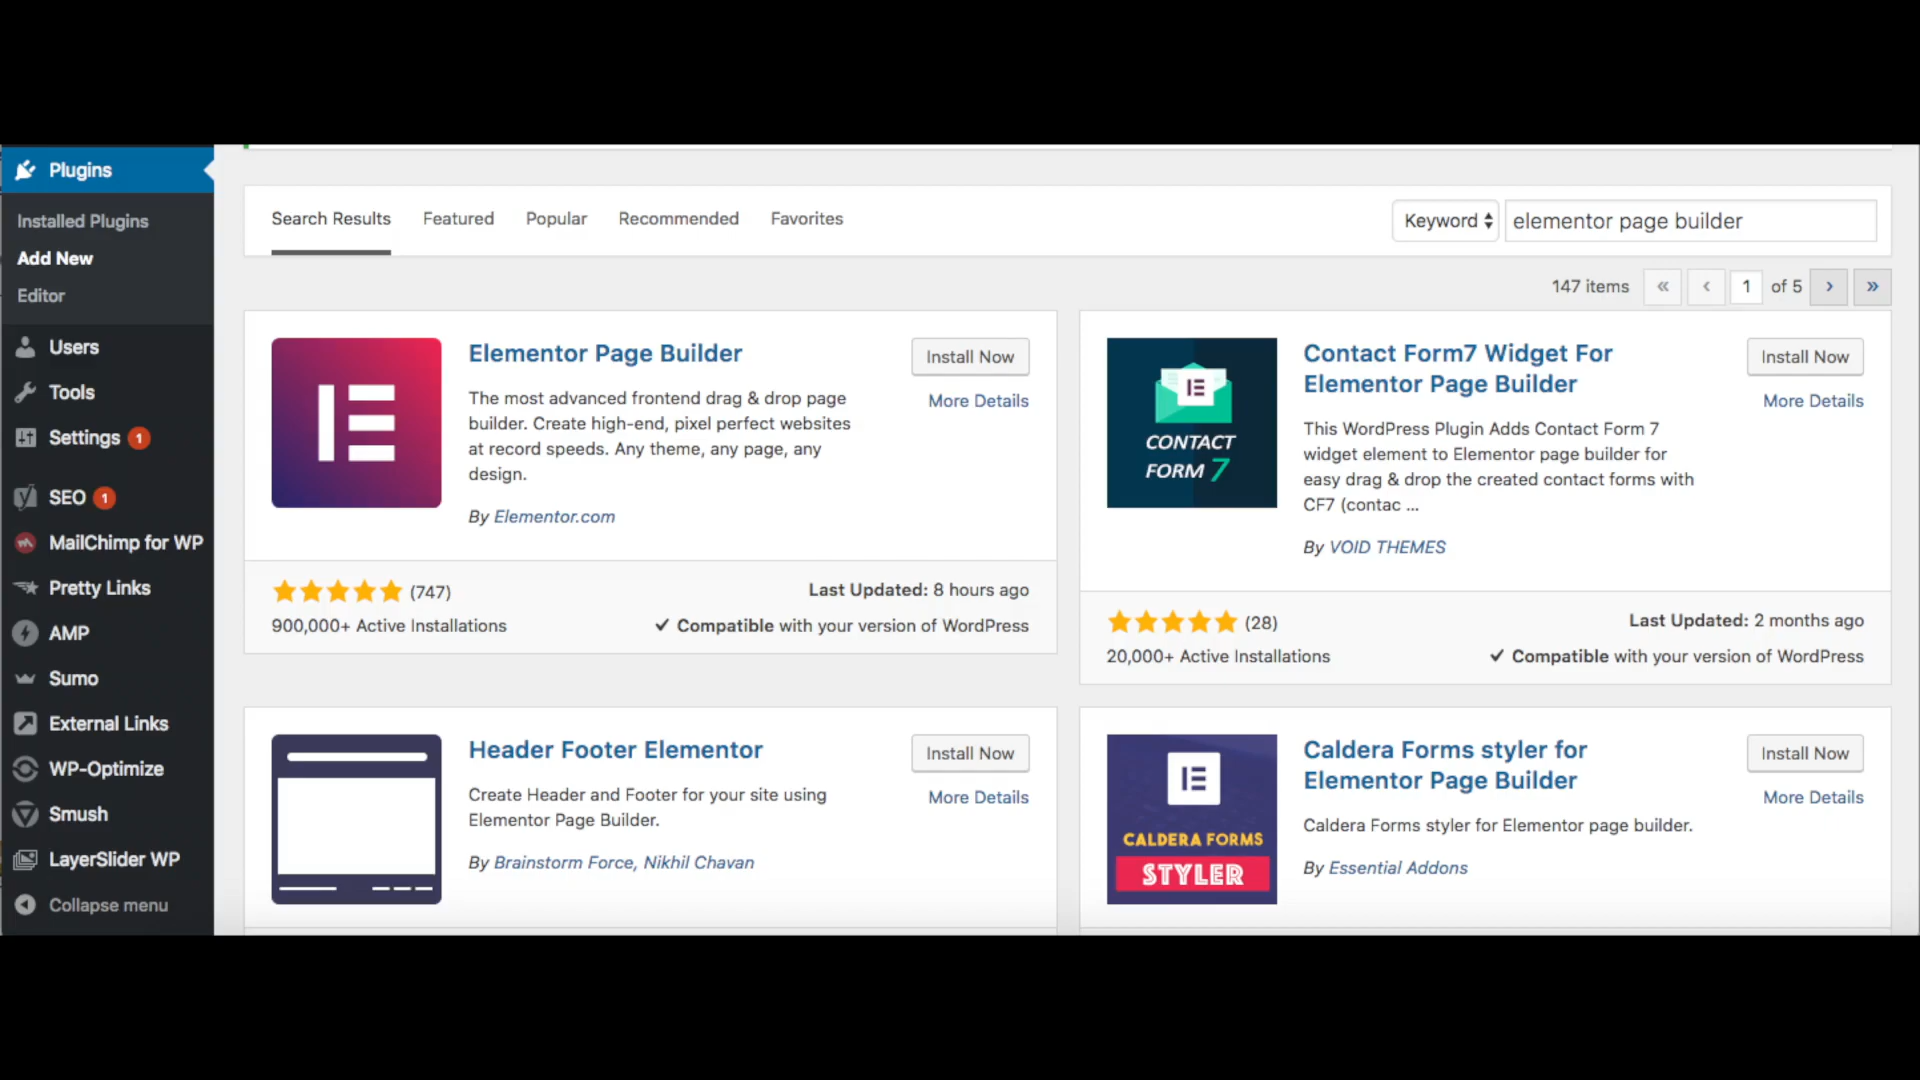 Plugins
Installed Plugins
Add New
Editor
Users
Tools
Settings 1
SEO 1
MailChimp for WP
Pretty Links
AMP
Sumo
External Links
WP-Optimize
Smush
LayerSlider WP
Collapse menu
Search Results Featured Popular Recommended Favorites
Keyword elementor page builder
147 items « ‹ 1 of 5 › »
Elementor Page Builder
Install Now
More Details
The most advanced frontend drag & drop page
builder. Create high-end, pixel perfect websites
at record speeds. Any theme, any page, any
design.
By Elementor.com
(747)
Last Updated: 8 hours ago
900,000+ Active Installations
Compatible with your version of WordPress
CONTACT
FORM 7
Contact Form7 Widget For
Elementor Page Builder
Install Now
More Details
This WordPress Plugin Adds Contact Form 7
widget element to Elementor page builder for
easy drag & drop the created contact forms with
CF7 (contac ...
By VOID THEMES
(28)
Last Updated: 2 months ago
20,000+ Active Installations
Compatible with your version of WordPress
Header Footer Elementor
Install Now
More Details
Create Header and Footer for your site using
Elementor Page Builder.
By Brainstorm Force, Nikhil Chavan
CALDERA FORMS
STYLER
Caldera Forms styler for
Elementor Page Builder
Install Now
More Details
Caldera Forms styler for Elementor page builder.
By Essential Addons